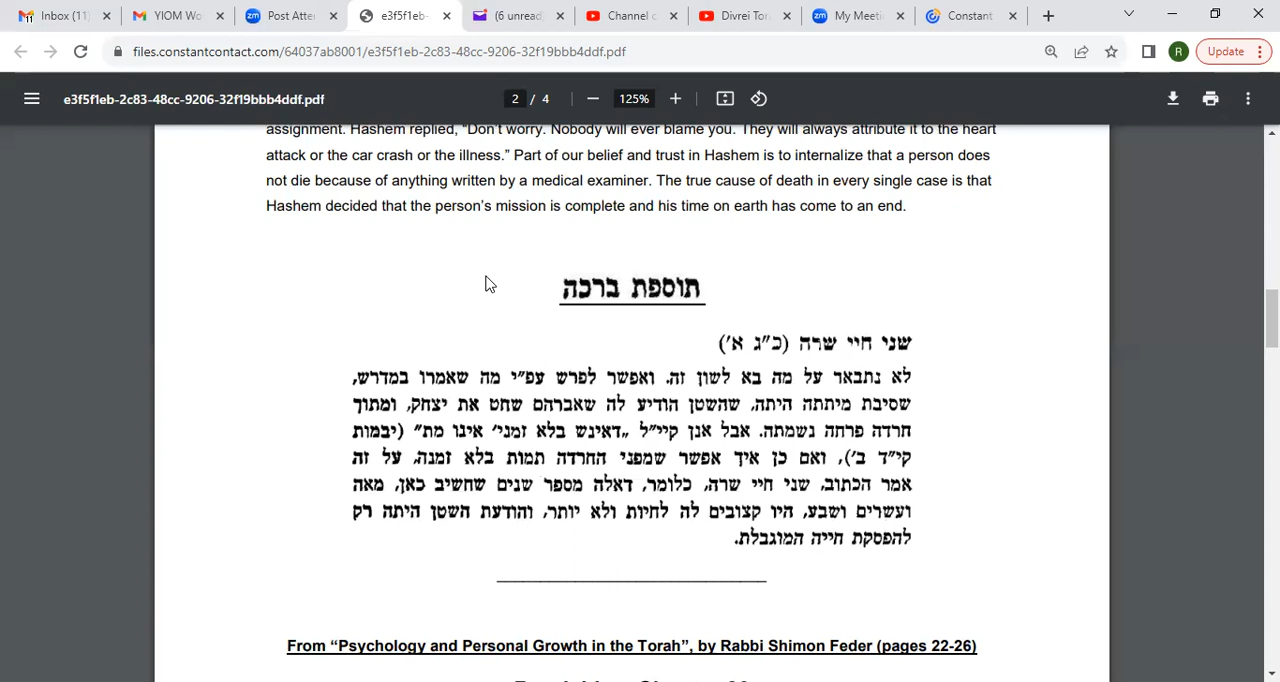 Inbox (11)
YIOM Wo
Post Atte
e3f5f1eb-
(6 unread
Channel c
Divrei Tor
My Meeti
Constant
files.constantcontact.com/64037ab8001/e3f5f1eb-2c83-48cc-9206-32f19bbb4ddf.pdf
R
Update
e3f5f1eb-2c83-48cc-9206-32f19bbb4ddf.pdf
2 / 4
125%
assignment. Hashem replied, “Don’t worry. Nobody will ever blame you. They will always attribute it to the heart
attack or the car crash or the illness.” Part of our belief and trust in Hashem is to internalize that a person does
not die because of anything written by a medical examiner. The true cause of death in every single case is that
Hashem decided that the person’s mission is complete and his time on earth has come to an end.
תוספת ברכה
שני חיי שרה (כ"ג א')
לא נתבאר על מה בא לשון זה. ואפשר לפרש עפ"י מה שאמרו במדרש,
שסיבת מיתתה היתה, שהשטן הודיע לה שאברהם שחט את יצחק, ומתוך
חרדה פרחה נשמתה. אבל אנן קיי"ל „דאינש בלא זמני' אינו מת" (יבמות
קי"ד ב'), ואם כן איך אפשר שמפני החרדה תמות בלא זמנה, על זה
אמר הכתוב, שני חיי שרה, כלומר, דאלה מספר שנים שחשיב כאן, מאה
ועשרים ושבע, היו קצובים לה לחיות ולא יותר, והודעת השטן היתה רק
להפסקת חייה המוגבלת.
From “Psychology and Personal Growth in the Torah”, by Rabbi Shimon Feder (pages 22-26)